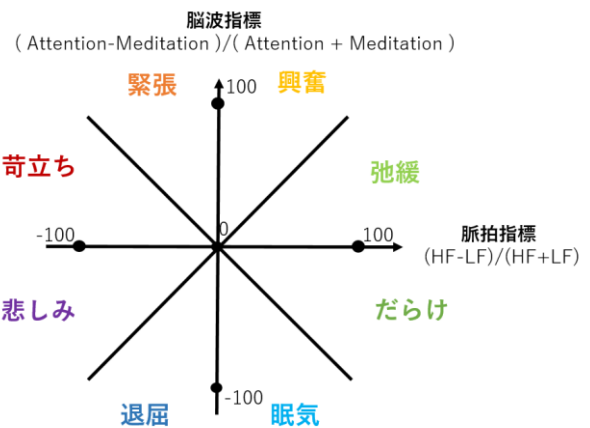 脳波指標
( Attention-Meditation )/( Attention + Meditation )
緊張
興奮
100
苛立ち
弛緩
-100
0
100
脈拍指標
(HF-LF)/(HF+LF)
悲しみ
だらけ
-100
退屈
眠気